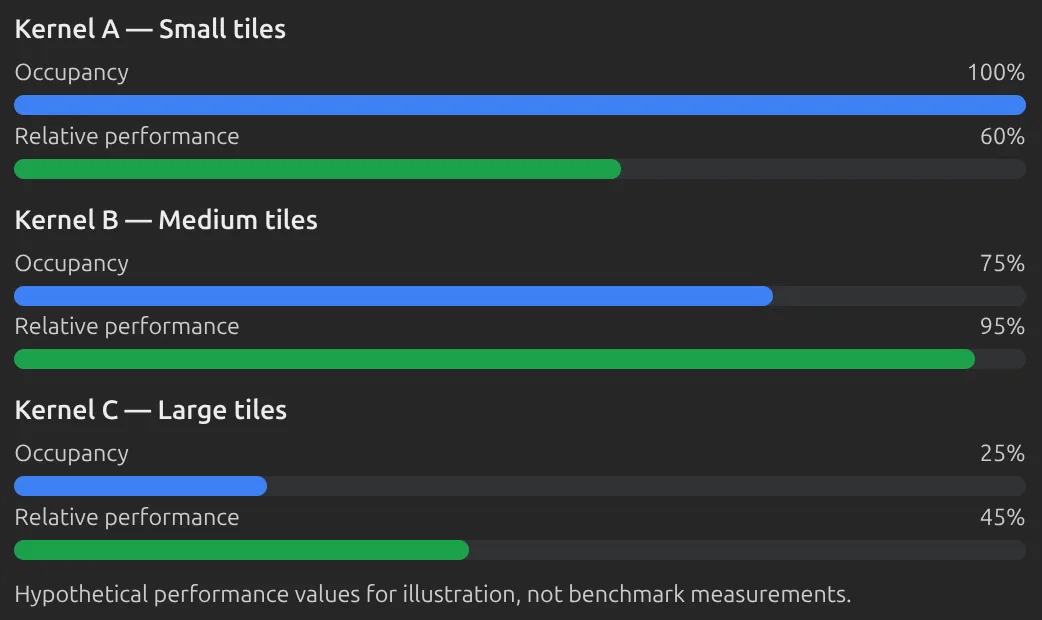 Kernel A — Small tiles
Occupancy 100%
Relative performance 60%
Kernel B — Medium tiles
Occupancy 75%
Relative performance 95%
Kernel C — Large tiles
Occupancy 25%
Relative performance 45%
Hypothetical performance values for illustration, not benchmark measurements.